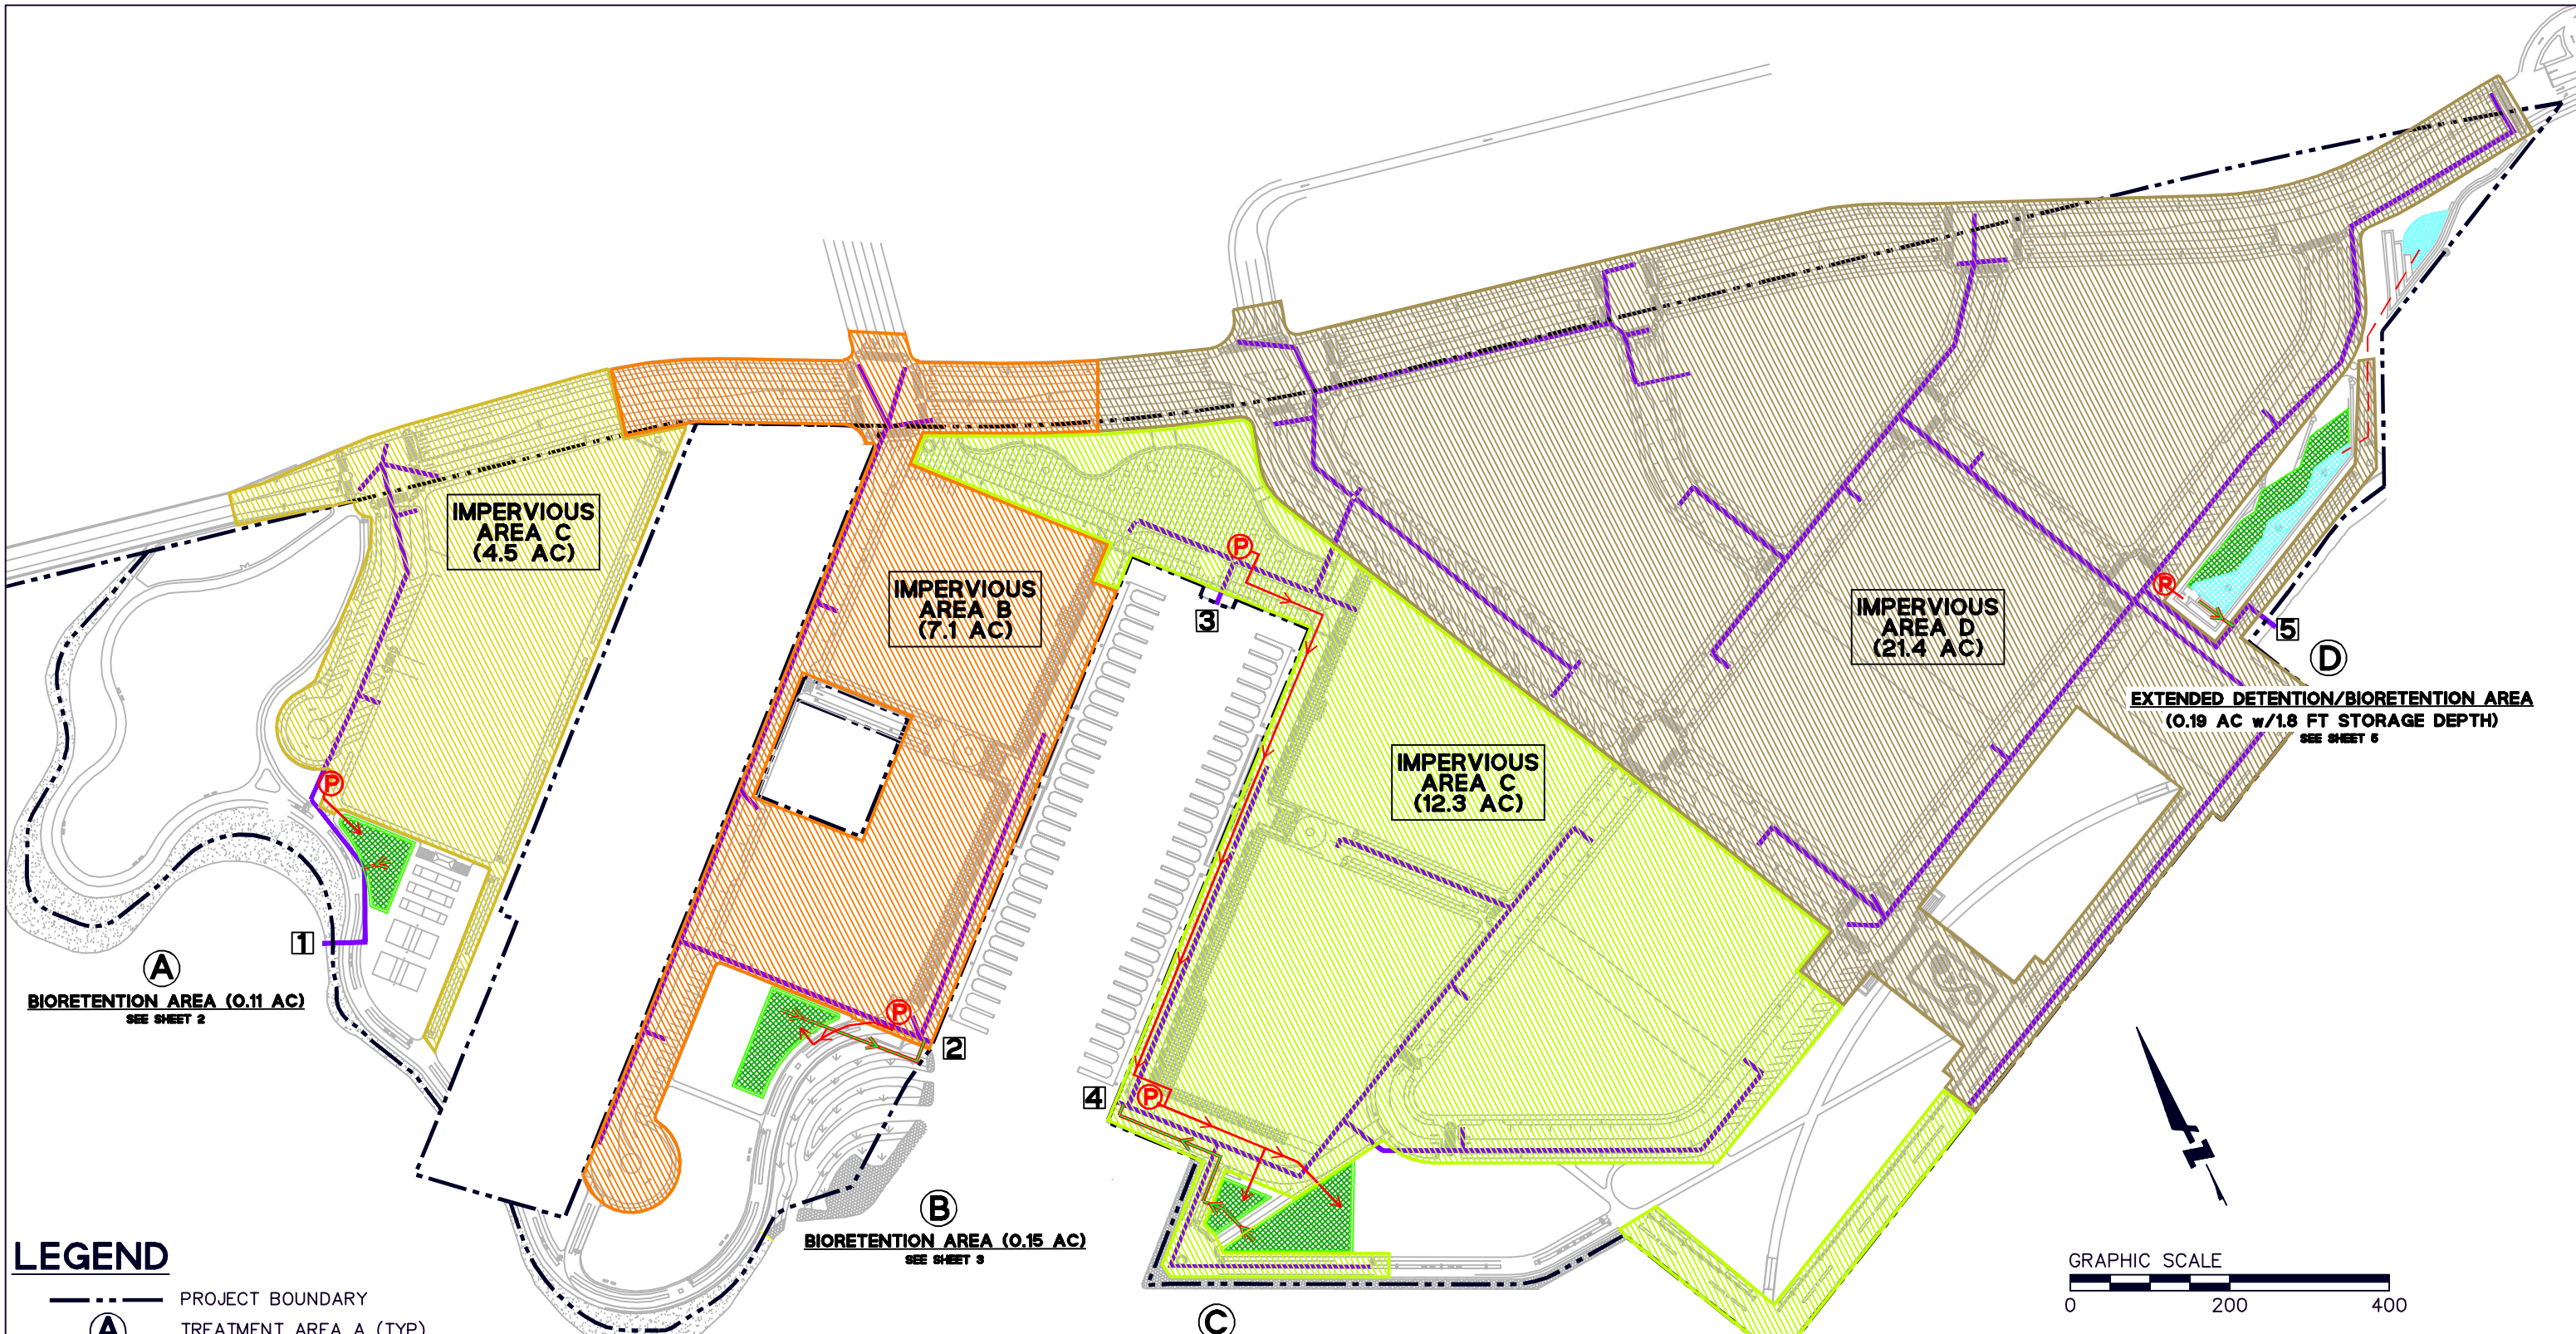 IMPERVIOUS
AREA C
(4.5 AC)
IMPERVIOUS
AREA B
(7.1 AC)
IMPERVIOUS
AREA C
(12.3 AC)
IMPERVIOUS
AREA D
(21.4 AC)
P
P
P
P
R
1
2
3
4
5
A
BIORETENTION AREA (0.11 AC)
SEE SHEET 2
B
BIORETENTION AREA (0.15 AC)
SEE SHEET 3
C
D
EXTENDED DETENTION/BIORETENTION AREA
(0.19 AC w/1.8 FT STORAGE DEPTH)
LEGEND
PROJECT BOUNDARY
A
TREATMENT AREA A (TYP)
N
GRAPHIC SCALE
0 200 400